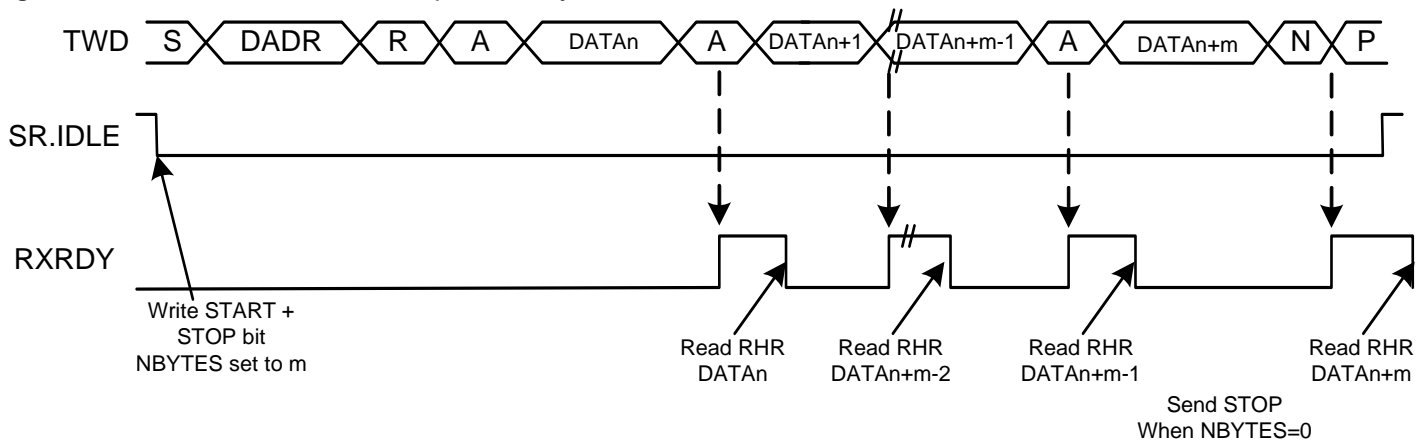 TWD S DADR R A DATAn A DATAn+1 DATAn+m-1 A DATAn+m N P
SR.IDLE
RXRDY
Write START +
STOP bit
NBYTES set to m
Read RHR
DATAn
Read RHR
DATAn+m-2
Read RHR
DATAn+m-1
Read RHR
DATAn+m
Send STOP
When NBYTES=0